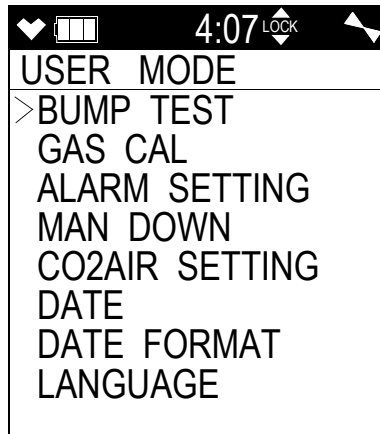 4:07 LOCK
USER MODE
>BUMP TEST
GAS CAL
ALARM SETTING
MAN DOWN
CO2AIR SETTING
DATE
DATE FORMAT
LANGUAGE